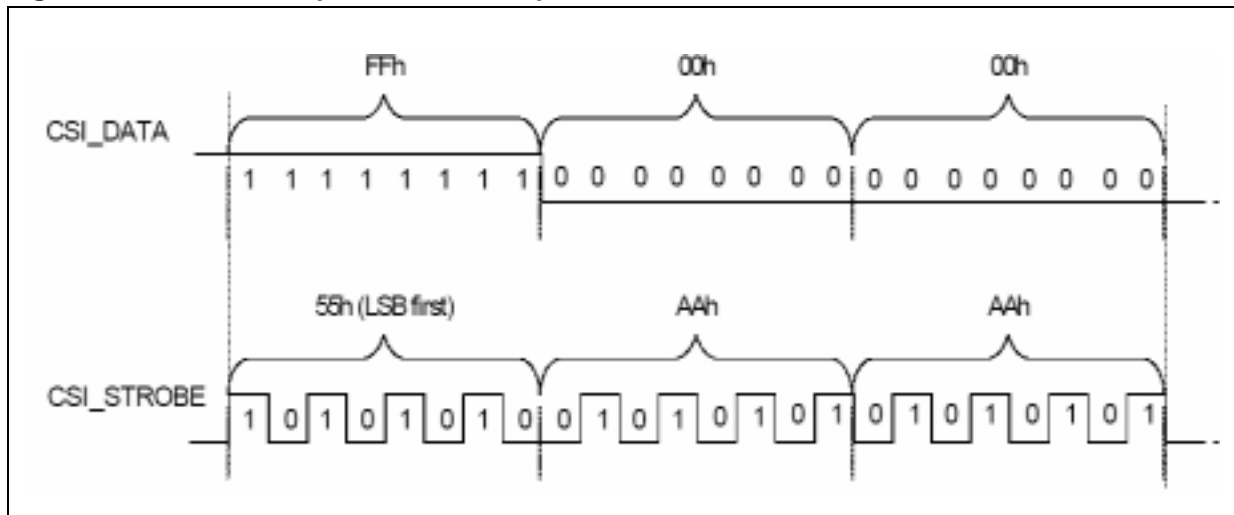 FFh 00h 00h
CSI_DATA
1 1 1 1 1 1 1 1 0 0 0 0 0 0 0 0 0 0 0 0 0 0 0 0
55h (LSB first) AAh AAh
CSI_STROBE
1 0 1 0 1 0 1 0 0 1 0 1 0 1 0 1 0 1 0 1 0 1 0 1